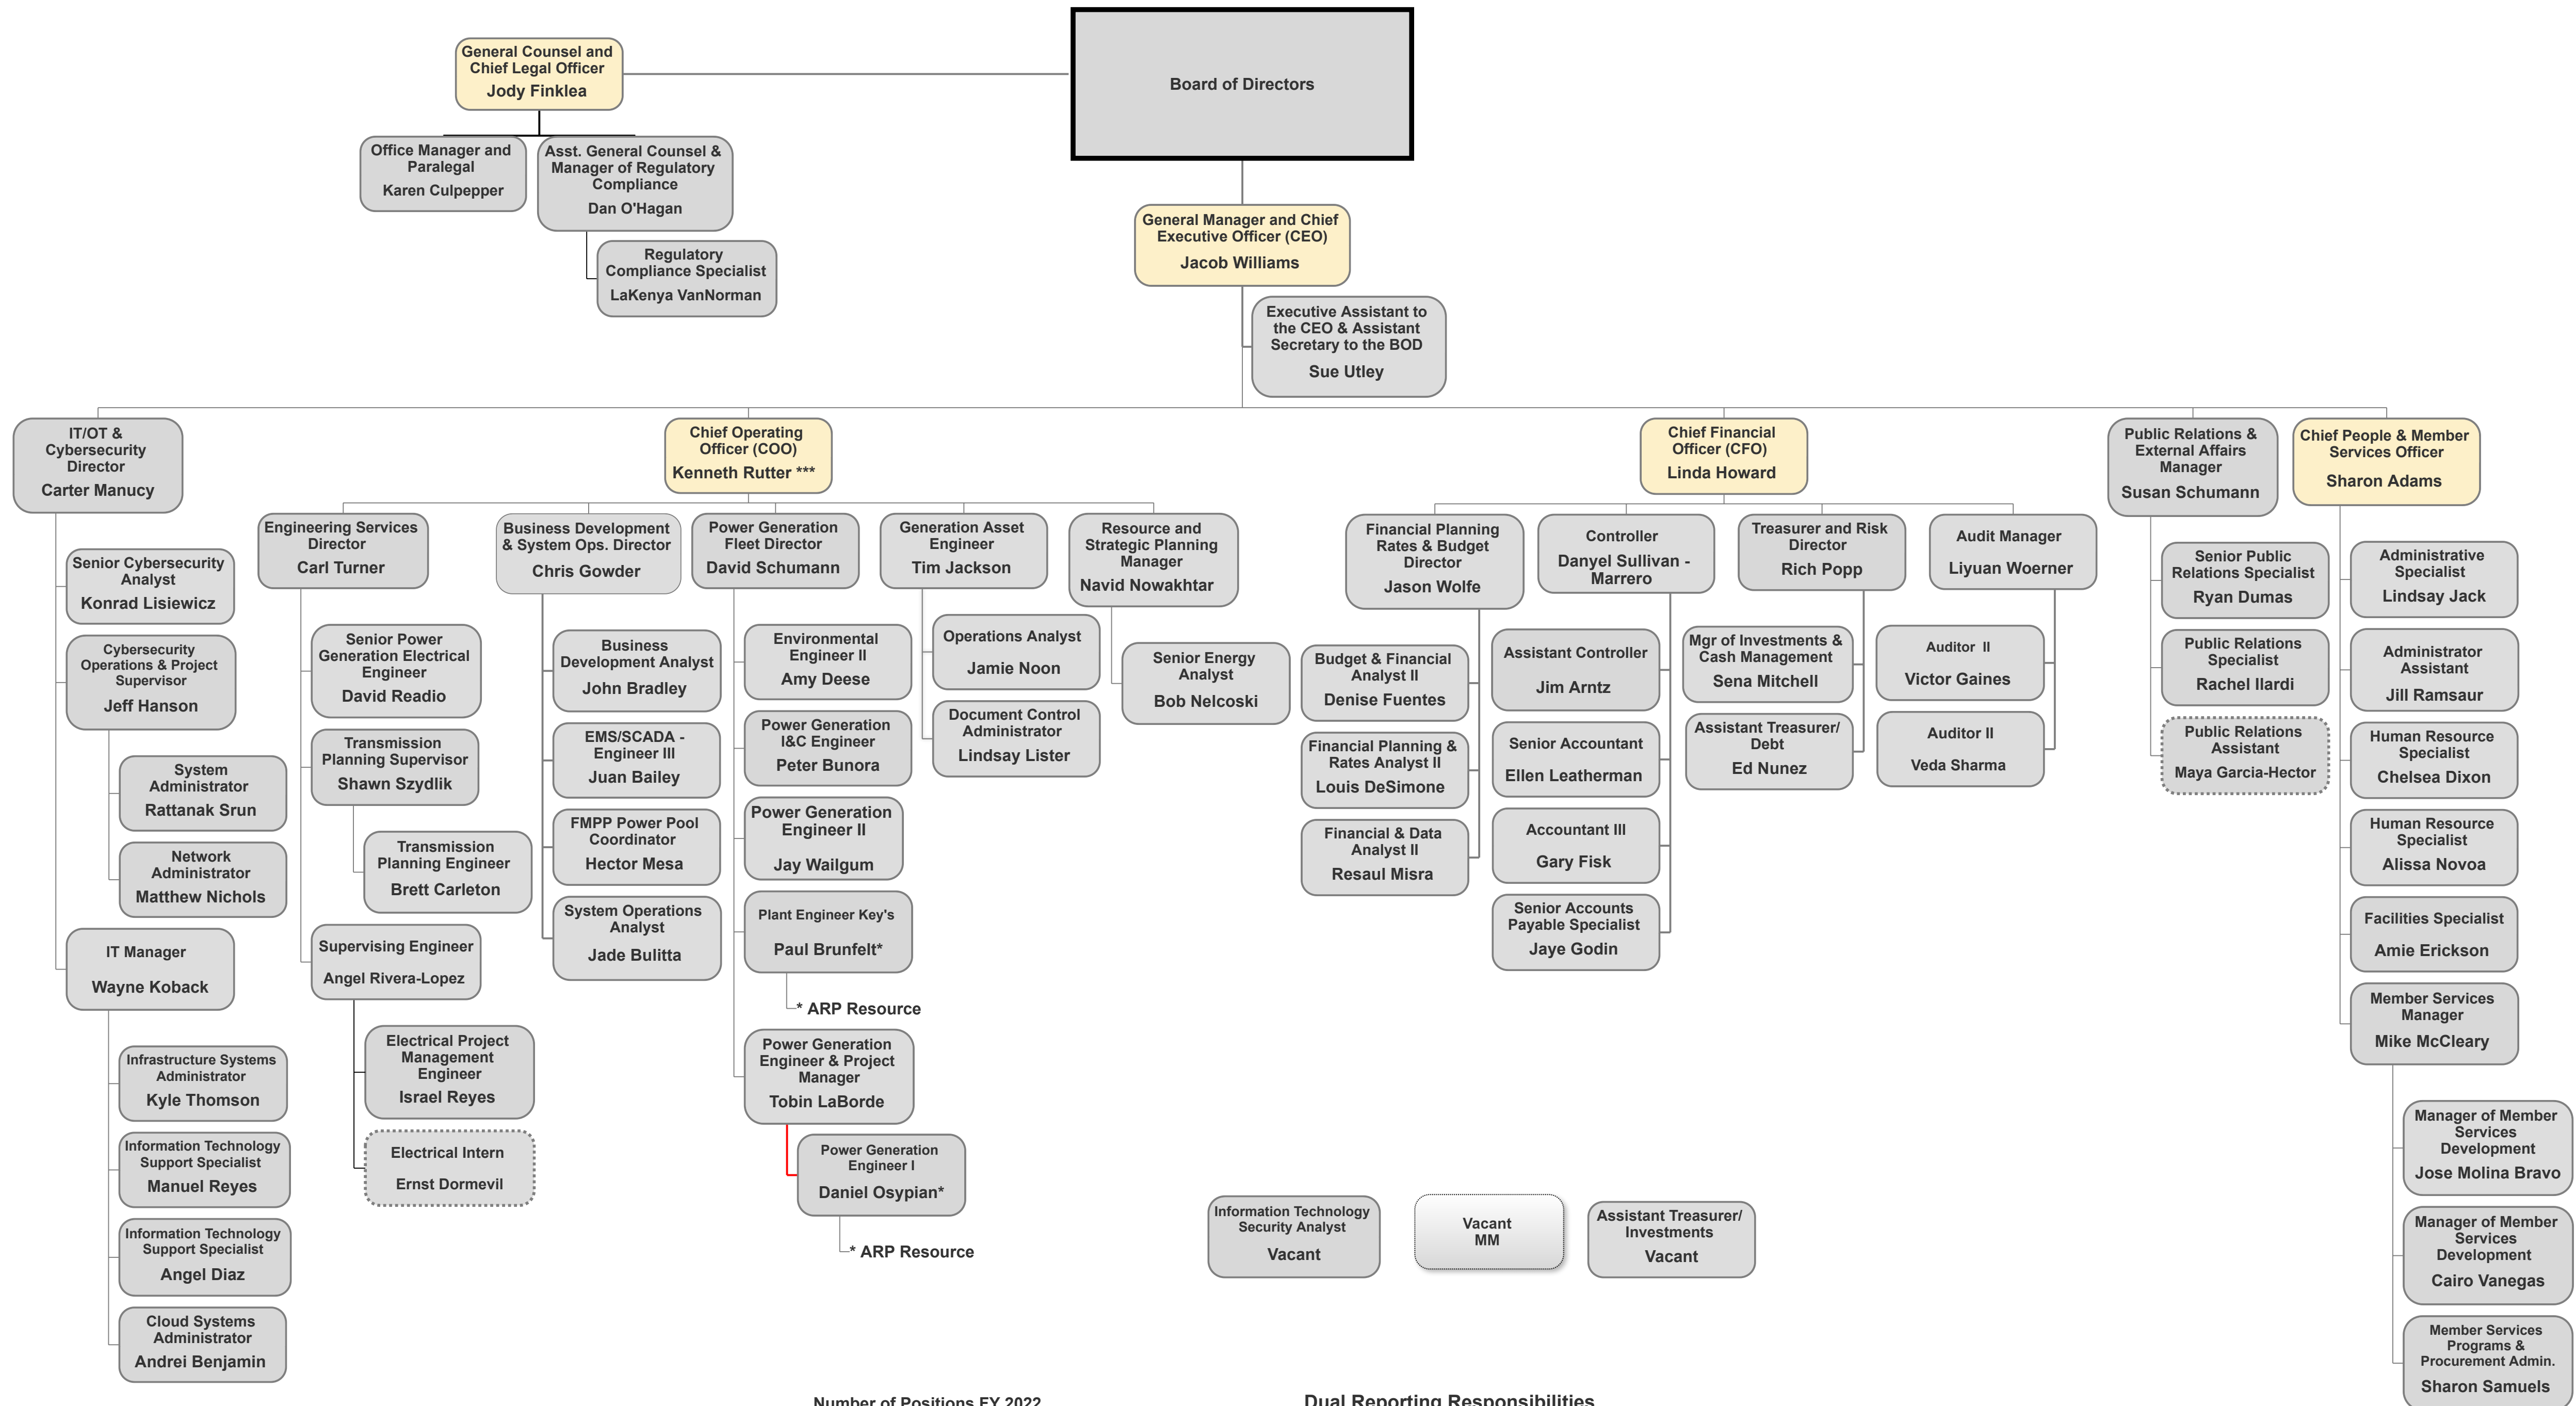 General Counsel and
Chief Legal Officer
Jody Finklea
Board of Directors
Office Manager and
Paralegal
Karen Culpepper
Asst. General Counsel &
Manager of Regulatory
Compliance
Dan O'Hagan
Regulatory
Compliance Specialist
LaKenya VanNorman
General Manager and Chief
Executive Officer (CEO)
Jacob Williams
Executive Assistant to
the CEO & Assistant
Secretary to the BOD
Sue Utley
IT/OT &
Cybersecurity
Director
Carter Manucy
Senior Cybersecurity
Analyst
Konrad Lisiewicz
Cybersecurity
Operations & Project
Supervisor
Jeff Hanson
System
Administrator
Rattanak Srun
Network
Administrator
Matthew Nichols
IT Manager
Wayne Koback
Infrastructure Systems
Administrator
Kyle Thomson
Information Technology
Support Specialist
Manuel Reyes
Information Technology
Support Specialist
Angel Diaz
Cloud Systems
Administrator
Andrei Benjamin
Chief Operating
Officer (COO)
Kenneth Rutter ***
Engineering Services
Director
Carl Turner
Senior Power
Generation Electrical
Engineer
David Readio
Transmission
Planning Supervisor
Shawn Szydlik
Transmission
Planning Engineer
Brett Carleton
Supervising Engineer
Angel Rivera-Lopez
Electrical Project
Management
Engineer
Israel Reyes
Electrical Intern
Ernst Dormevil
Business Development
& System Ops. Director
Chris Gowder
Business
Development Analyst
John Bradley
EMS/SCADA -
Engineer III
Juan Bailey
FMPP Power Pool
Coordinator
Hector Mesa
System Operations
Analyst
Jade Bulitta
Power Generation
Fleet Director
David Schumann
Environmental
Engineer II
Amy Deese
Power Generation
I&C Engineer
Peter Bunora
Power Generation
Engineer II
Jay Wailgum
Plant Engineer Key's
Paul Brunfelt*
* ARP Resource
Power Generation
Engineer & Project
Manager
Tobin LaBorde
Power Generation
Engineer I
Daniel Osypian*
* ARP Resource
Generation Asset
Engineer
Tim Jackson
Operations Analyst
Jamie Noon
Document Control
Administrator
Lindsay Lister
Resource and
Strategic Planning
Manager
Navid Nowakhtar
Senior Energy
Analyst
Bob Nelcoski
Chief Financial
Officer (CFO)
Linda Howard
Financial Planning
Rates & Budget
Director
Jason Wolfe
Budget & Financial
Analyst II
Denise Fuentes
Financial Planning &
Rates Analyst II
Louis DeSimone
Financial & Data
Analyst II
Resaul Misra
Controller
Danyel Sullivan -
Marrero
Assistant Controller
Jim Arntz
Senior Accountant
Ellen Leatherman
Accountant III
Gary Fisk
Senior Accounts
Payable Specialist
Jaye Godin
Treasurer and Risk
Director
Rich Popp
Mgr of Investments &
Cash Management
Sena Mitchell
Assistant Treasurer/
Debt
Ed Nunez
Audit Manager
Liyuan Woerner
Auditor II
Victor Gaines
Auditor II
Veda Sharma
Public Relations &
External Affairs
Manager
Susan Schumann
Senior Public
Relations Specialist
Ryan Dumas
Public Relations
Specialist
Rachel Ilardi
Public Relations
Assistant
Maya Garcia-Hector
Chief People & Member
Services Officer
Sharon Adams
Administrative
Specialist
Lindsay Jack
Administrator
Assistant
Jill Ramsaur
Human Resource
Specialist
Chelsea Dixon
Human Resource
Specialist
Alissa Novoa
Facilities Specialist
Amie Erickson
Member Services
Manager
Mike McCleary
Manager of Member
Services
Development
Jose Molina Bravo
Manager of Member
Services
Development
Cairo Vanegas
Member Services
Programs &
Procurement Admin.
Sharon Samuels
Information Technology
Security Analyst
Vacant
Vacant
MM
Assistant Treasurer/
Investments
Vacant
Number of Positions FY 2022
Dual Reporting Responsibilities